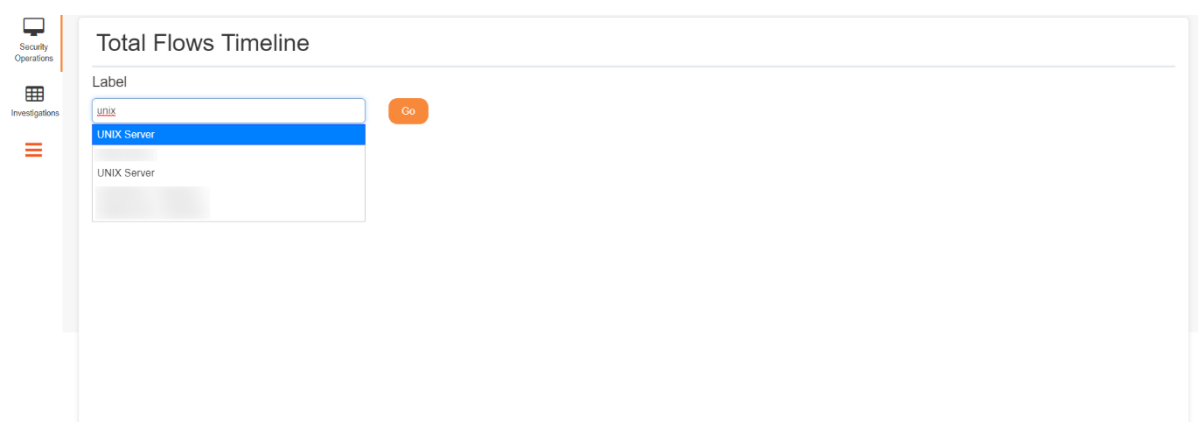 Security
Operations
Investigations
Total Flows Timeline
Label
unix
Go
UNIX Server
UNIX Server